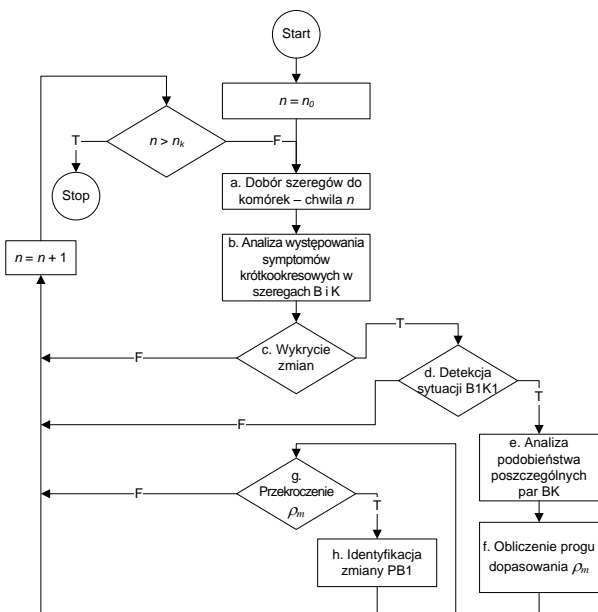 Start
n = n₀
n > nₖ
T
F
Stop
a. Dobór szeregów do
komórek – chwila n
n = n + 1
b. Analiza występowania
symptomów
krótkookresowych w
szeregach B i K
c. Wykrycie
zmian
T
F
d. Detekcja
sytuacji B1K1
T
F
e. Analiza
podobieństwa
poszczególnych
par BK
g.
Przekroczenie
ρₘ
F
T
f. Obliczenie progu
dopasowania ρₘ
h. Identyfikacja
zmiany PB1